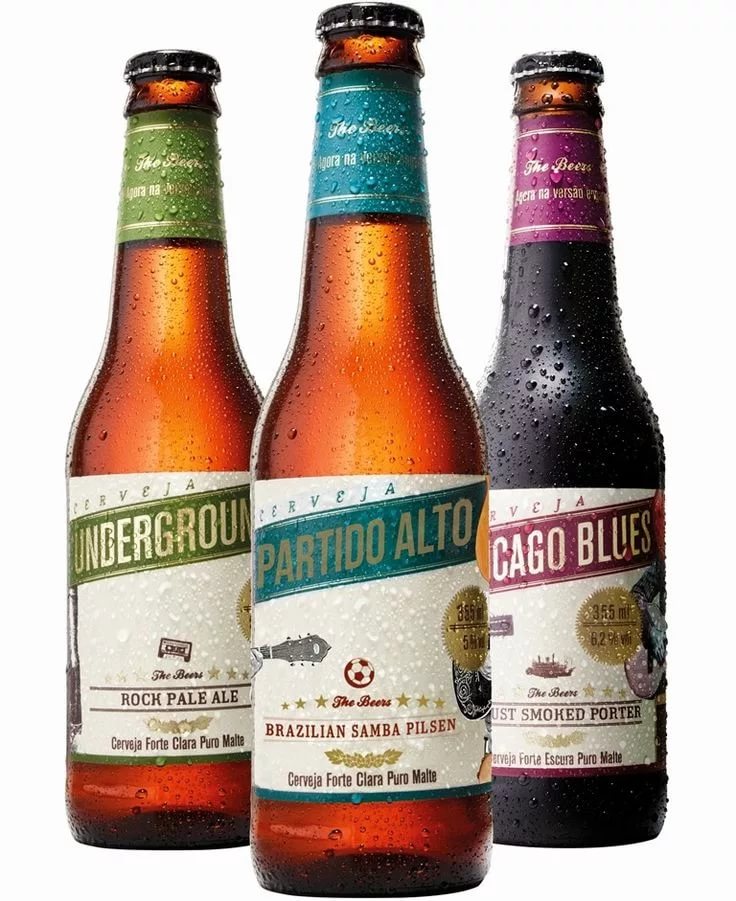 The Beers
Agora na
CERVEJA
UNDERGROUN
The Beers
ROCK PALE ALE
Cerveja Forte Clara Puro Malte
The Beers
Agora na
CERVEJA
PARTIDO ALTO
355 ml
5% vol
The Beers
BRAZILIAN SAMBA PILSEN
Cerveja Forte Clara Puro Malte
The Beers
Agora na versão
RVEJA
CAGO BLUES
355 ml
6,2% vol
The Beers
UST SMOKED PORTER
erveja Forte Escura Puro Malte